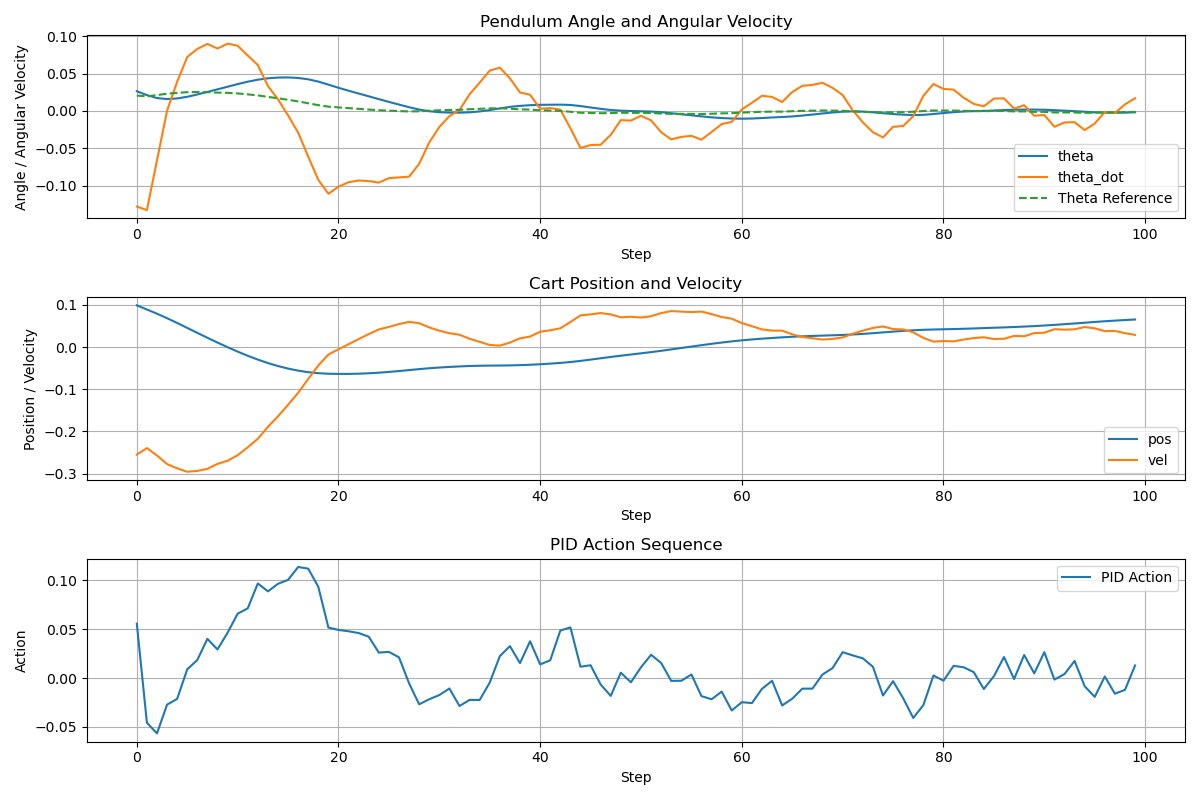 Pendulum Angle and Angular Velocity
Angle / Angular Velocity
0.10
0.05
0.00
−0.05
−0.10
theta
theta_dot
Theta Reference
0 20 40 60 80 100
Step
Cart Position and Velocity
Position / Velocity
0.1
0.0
−0.1
−0.2
−0.3
pos
vel
0 20 40 60 80 100
Step
PID Action Sequence
Action
0.10
0.05
0.00
−0.05
PID Action
0 20 40 60 80 100
Step